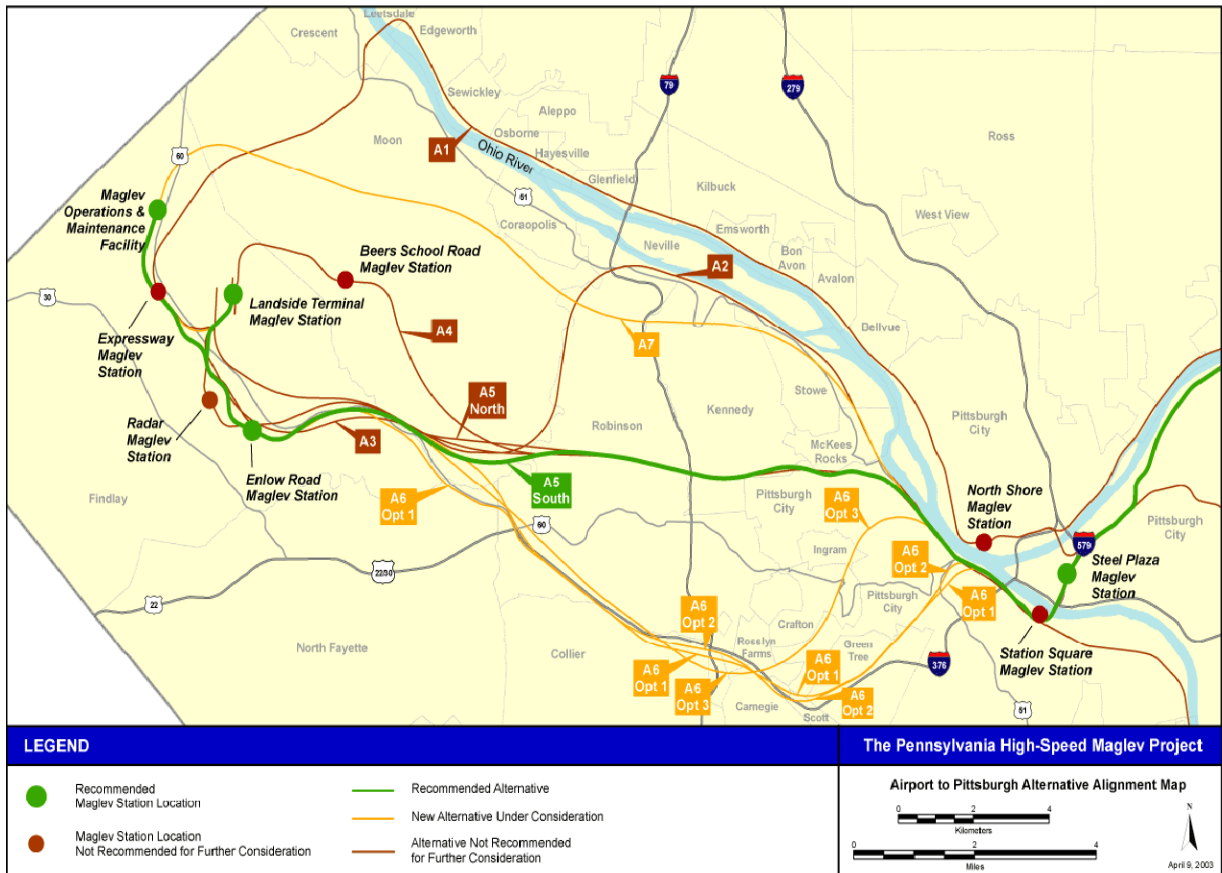 Leetsdale
Crescent
Edgeworth
79
279
Sewickley
Aleppo
Ross
Moon
Osborne
A1
Ohio River
Hayesville
60
Glenfield
Kilbuck
51
Maglev
Operations &
Maintenance
Facility
Coraopolis
West View
Emsworth
Neville
Bon
Avon
Beers School Road
Maglev Station
A2
Avalon
30
Landside Terminal
Maglev Station
Expressway
Maglev
Station
A4
A7
Dellvue
A5
North
Stowe
Radar
Maglev
Station
Kennedy
Pittsburgh
City
A3
Robinson
McKees
Rocks
Enlow Road
Maglev Station
A5
South
Findlay
A6
Opt 1
Pittsburgh
City
A6
Opt 3
North Shore
Maglev
Station
60
Pittsburgh
City
579
Ingram
A6
Opt 2
Steel Plaza
Maglev
Station
22/30
22
Pittsburgh
City
A6
Opt 1
A6
Opt 2
Crafton
North Fayette
Collier
Rosslyn
Farms
Green
Tree
Station Square
Maglev Station
376
A6
Opt 1
A6
Opt 1
A6
Opt 3
A6
Opt 2
Carnegie
Scott
51
LEGEND
The Pennsylvania High-Speed Maglev Project
Recommended
Maglev Station Location
Recommended Alternative
Airport to Pittsburgh Alternative Alignment Map
0 2 4
Kilometers
N
New Alternative Under Consideration
Maglev Station Location
Not Recommended for Further Consideration
Alternative Not Recommended
for Further Consideration
0 2 4
Miles
April 9, 2003